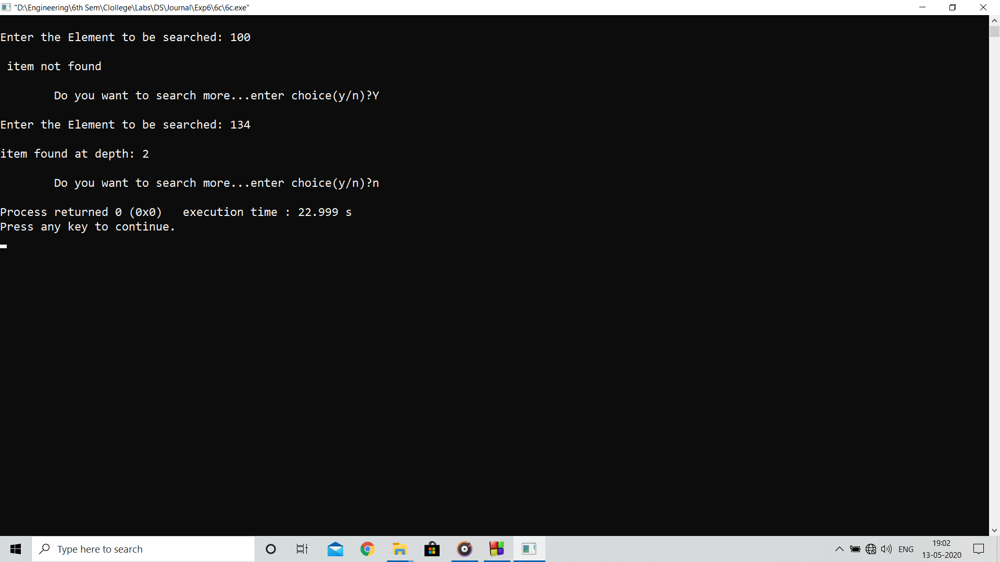 "D:\Engineering\6th Sem\Clollege\Labs\DS\Journal\Exp6\6c\6c.exe"
Enter the Element to be searched: 100
item not found
Do you want to search more...enter choice(y/n)?Y
Enter the Element to be searched: 134
item found at depth: 2
Do you want to search more...enter choice(y/n)?n
Process returned 0 (0x0)   execution time : 22.999 s
Press any key to continue.
Type here to search
ENG
19:02
13-05-2020